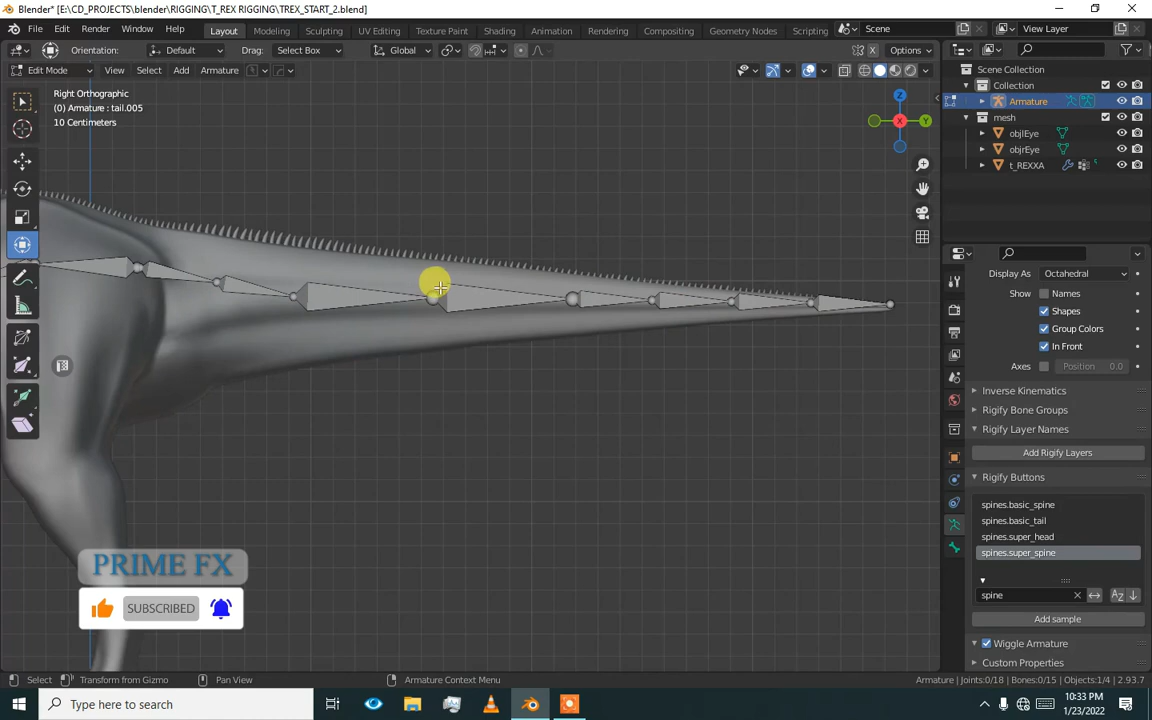 Blender* [E:\CD_PROJECTS\blender\RIGGING\T_REX RIGGING\TREX_START_2.blend]
File Edit Render Window Help Layout Modeling Sculpting UV Editing Texture Paint Shading Animation Rendering Compositing Geometry Nodes Scene View Layer
Orientation: Default Drag: Select Box Global Options
Edit Mode View Select Add Armature
Right Orthographic
(0) Armature : tail.005
10 Centimeters
Z
Y
X
Scene Collection
Collection
Armature
mesh
objlEye
objrEye
t_REXXA
Display As Octahedral
Show Names
Shapes
Group Colors
In Front
Axes Position 0.0
Inverse Kinematics
Rigify Bone Groups
Rigify Layer Names
Add Rigify Layers
Rigify Buttons
spines.basic_spine
spines.basic_tail
spines.super_head
spines.super_spine
spine
Add sample
Wiggle Armature
Custom Properties
PRIME FX
SUBSCRIBED
Select Transform from Gizmo Pan View Armature Context Menu Armature | Joints:0/18 | Bones:0/15 | Objects:1/4 | 2.93.7
Type here to search
10:33 PM
1/23/2022